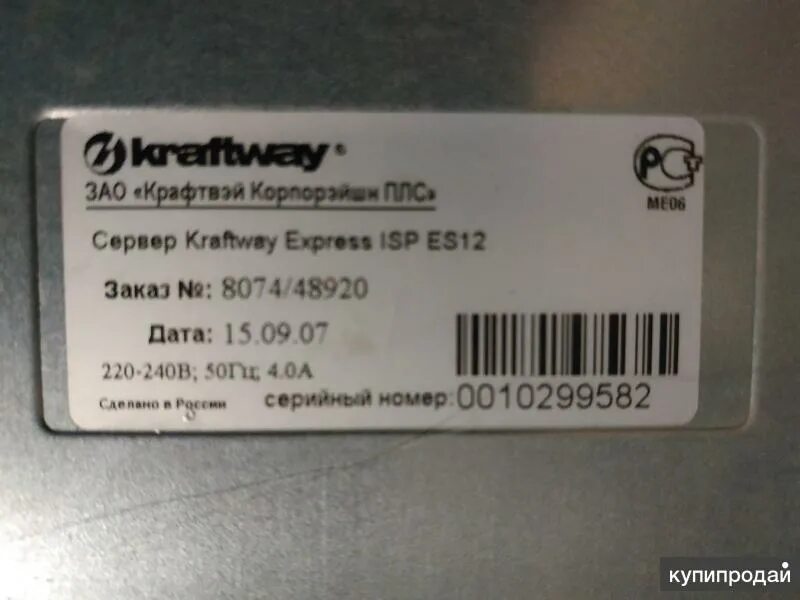 kraftway®
ЗАО «Крафтвэй Корпорэйшн ПЛС»
РСТ
МЕ06
Сервер Kraftway Express ISP ES12
Заказ №: 8074/48920
Дата: 15.09.07
220-240В; 50Гц; 4.0А
Сделано в России
серийный номер:0010299582
купипродай